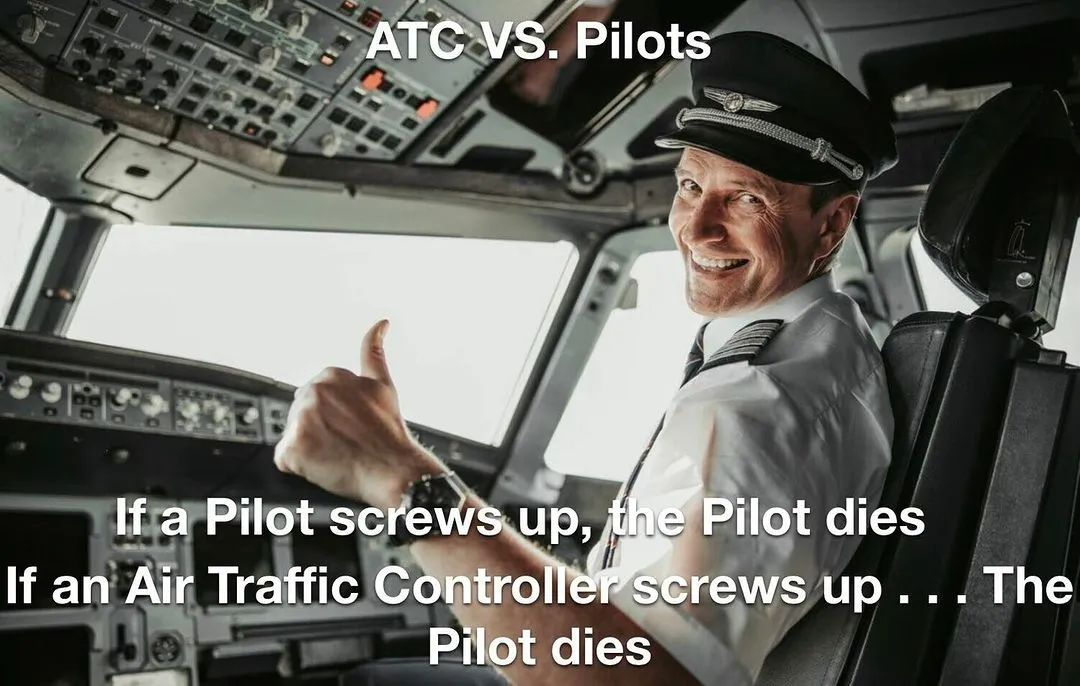 ATC VS. Pilots
If a Pilot screws up, the Pilot dies
If an Air Traffic Controller screws up . . . The
Pilot dies